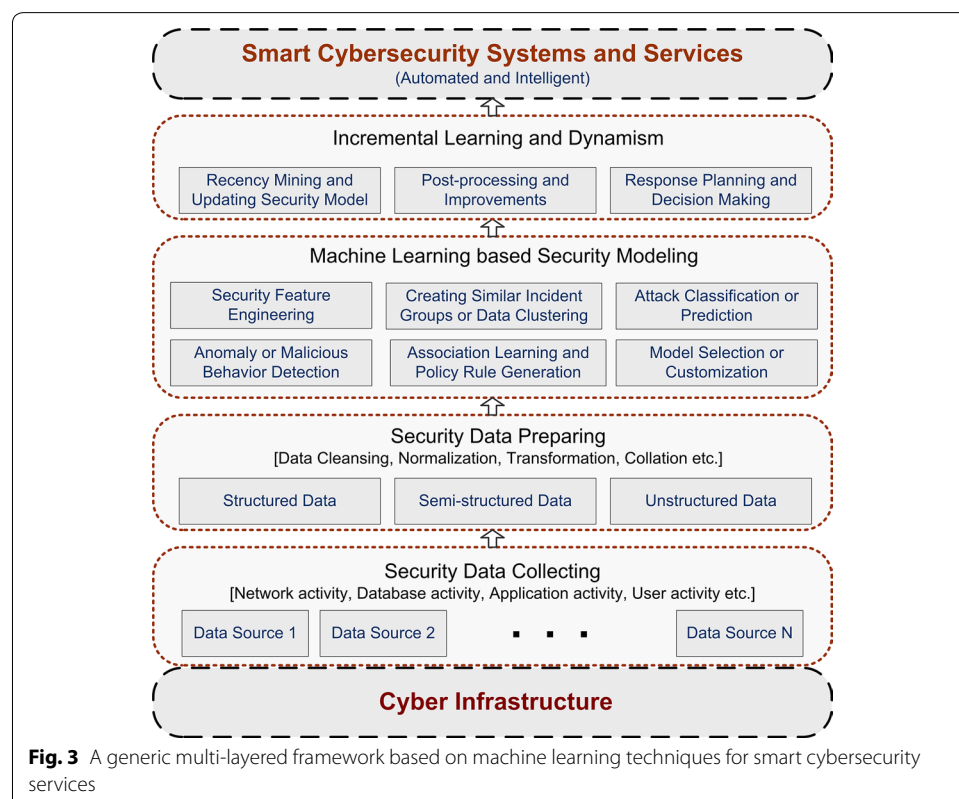 Smart Cybersecurity Systems and Services
(Automated and Intelligent)
Incremental Learning and Dynamism
Recency Mining and
Updating Security Model
Post-processing and
Improvements
Response Planning and
Decision Making
Machine Learning based Security Modeling
Security Feature
Engineering
Creating Similar Incident
Groups or Data Clustering
Attack Classification or
Prediction
Anomaly or Malicious
Behavior Detection
Association Learning and
Policy Rule Generation
Model Selection or
Customization
Security Data Preparing
[Data Cleansing, Normalization, Transformation, Collation etc.]
Structured Data
Semi-structured Data
Unstructured Data
Security Data Collecting
[Network activity, Database activity, Application activity, User activity etc.]
Data Source 1
Data Source 2
. . .
Data Source N
Cyber Infrastructure
Fig. 3 A generic multi-layered framework based on machine learning techniques for smart cybersecurity
services